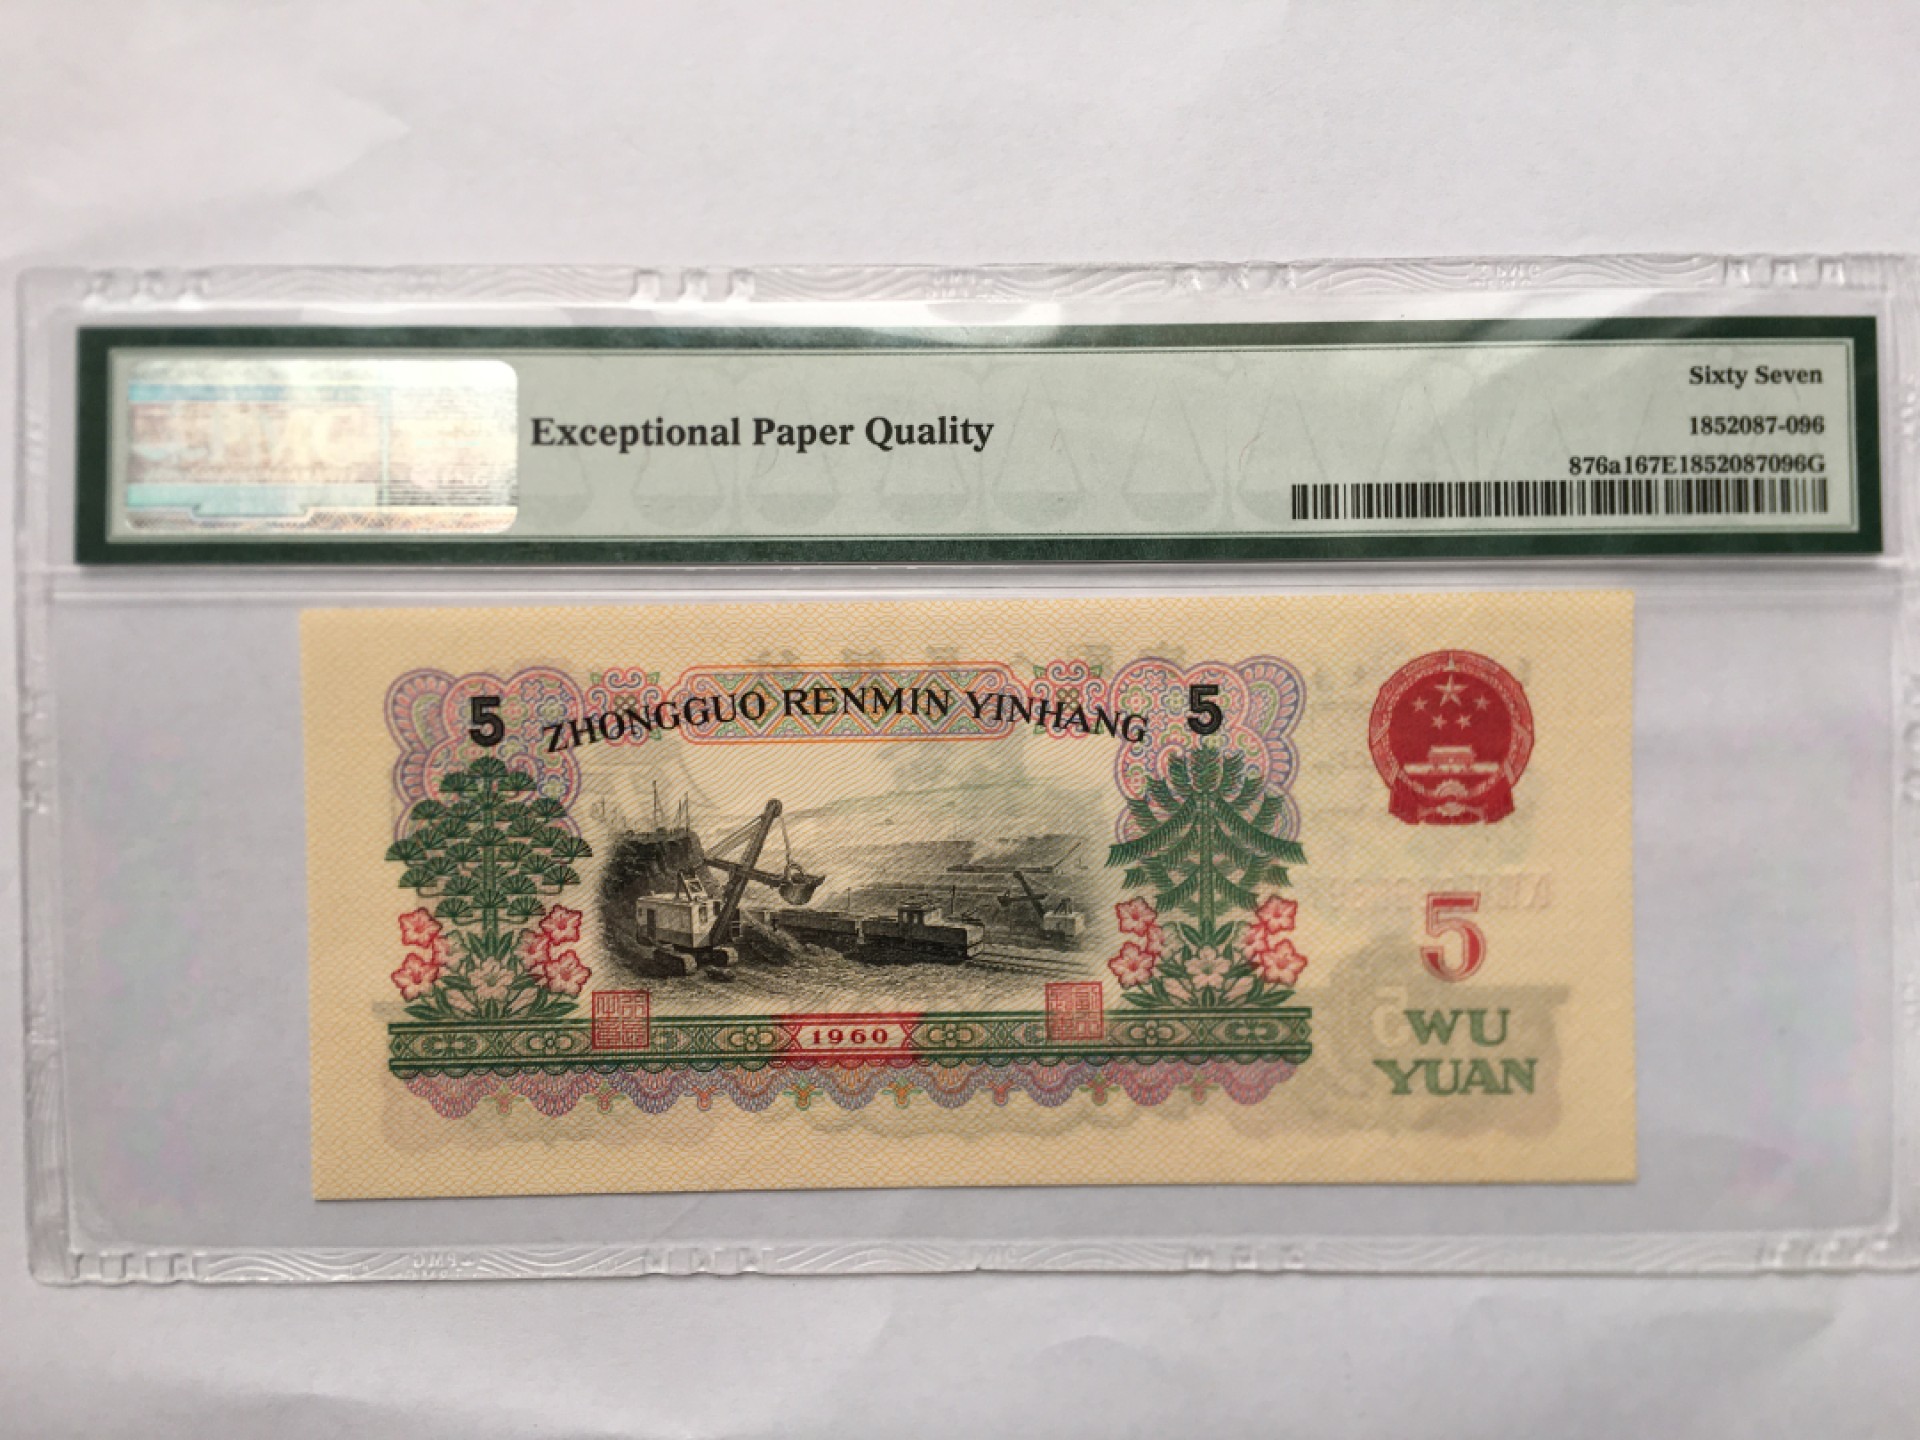 Sixty Seven
Exceptional Paper Quality
1852087-096
876a167E1852087096G
5 ZHONGGUO RENMIN YINHANG 5
5
1960
WU
YUAN